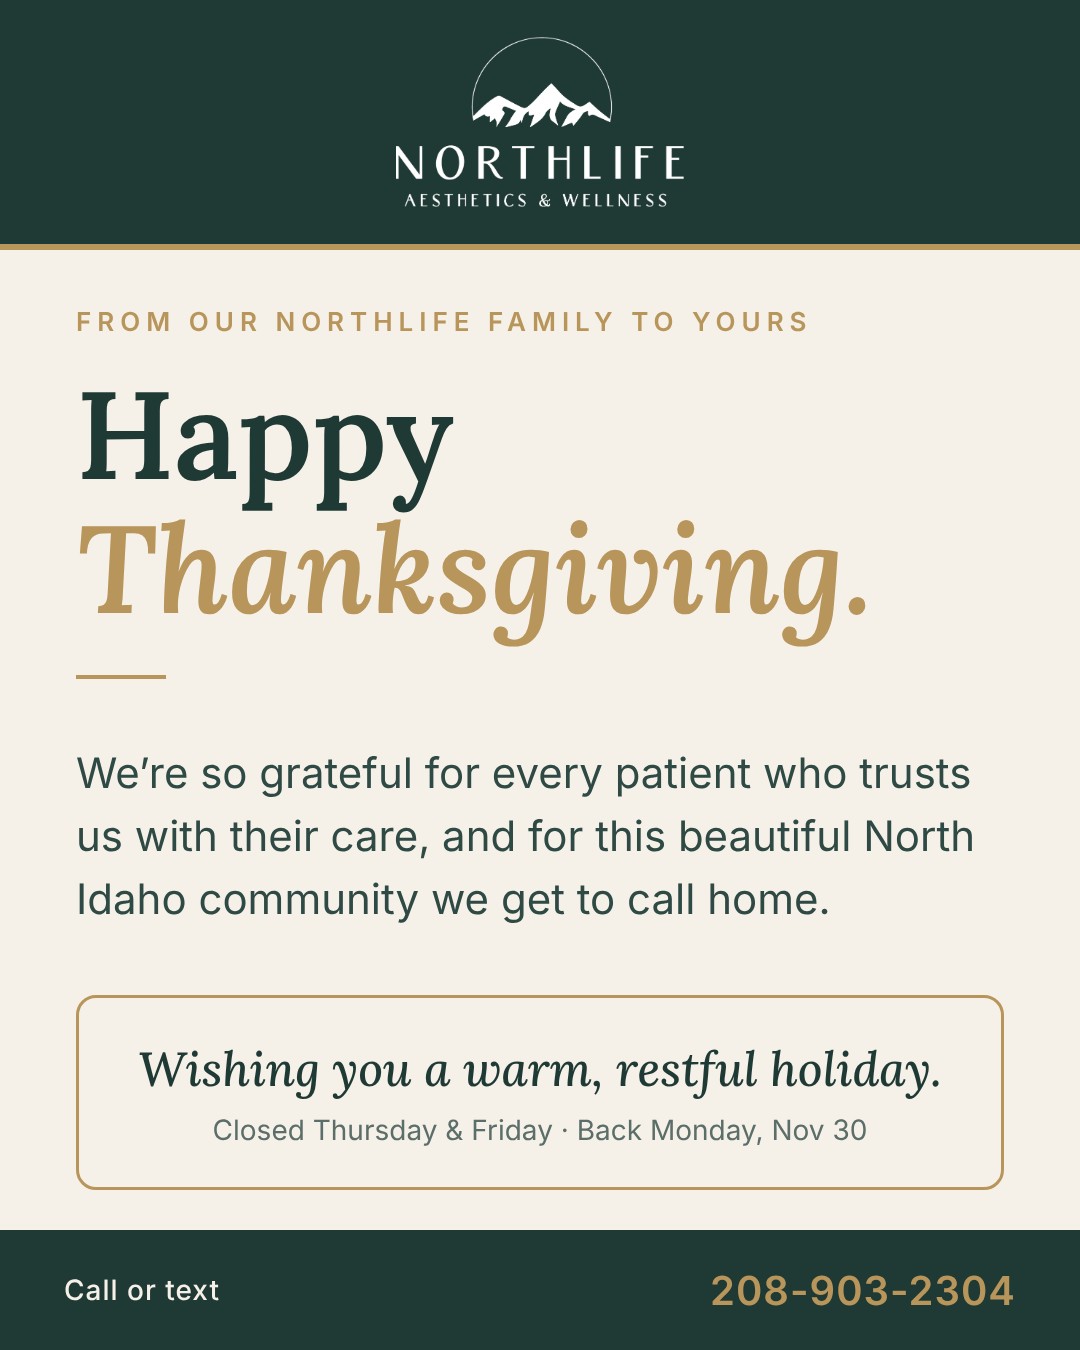 NORTHLIFE
AESTHETICS & WELLNESS
FROM OUR NORTHLIFE FAMILY TO YOURS
Happy
Thanksgiving.
We’re so grateful for every patient who trusts
us with their care, and for this beautiful North
Idaho community we get to call home.
Wishing you a warm, restful holiday.
Closed Thursday & Friday · Back Monday, Nov 30
Call or text
208-903-2304